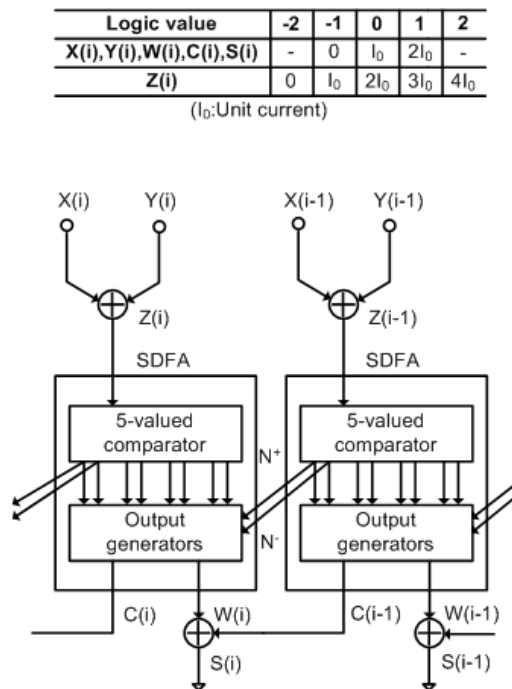 Logic value -2 -1 0 1 2
X(i),Y(i),W(i),C(i),S(i) - 0 I₀ 2I₀ -
Z(i) 0 I₀ 2I₀ 3I₀ 4I₀
(I₀:Unit current)
X(i) Y(i) X(i-1) Y(i-1)
Z(i) Z(i-1)
SDFA SDFA
5-valued comparator 5-valued comparator
N⁺
Output generators Output generators
N⁻
C(i) W(i) C(i-1) W(i-1)
S(i) S(i-1)